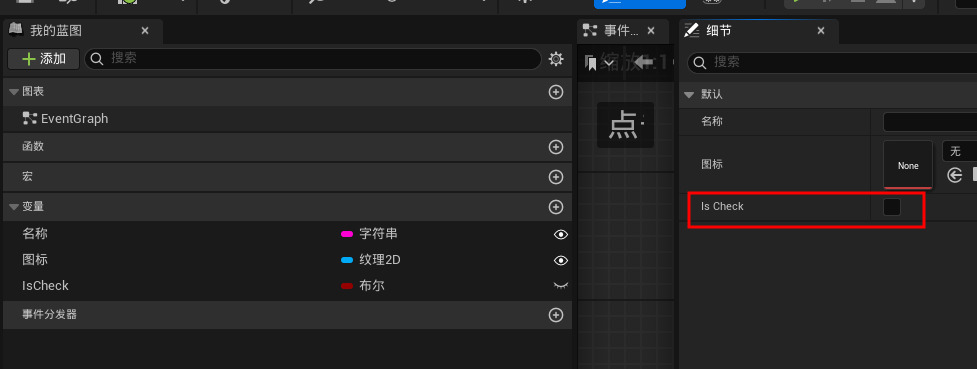 我的蓝图
添加
搜索
图表
EventGraph
函数
宏
变量
名称 字符串
图标 纹理2D
IsCheck 布尔
事件分发器
事件...
缩放1:1
点
细节
搜索
默认
名称
图标
None
无
Is Check